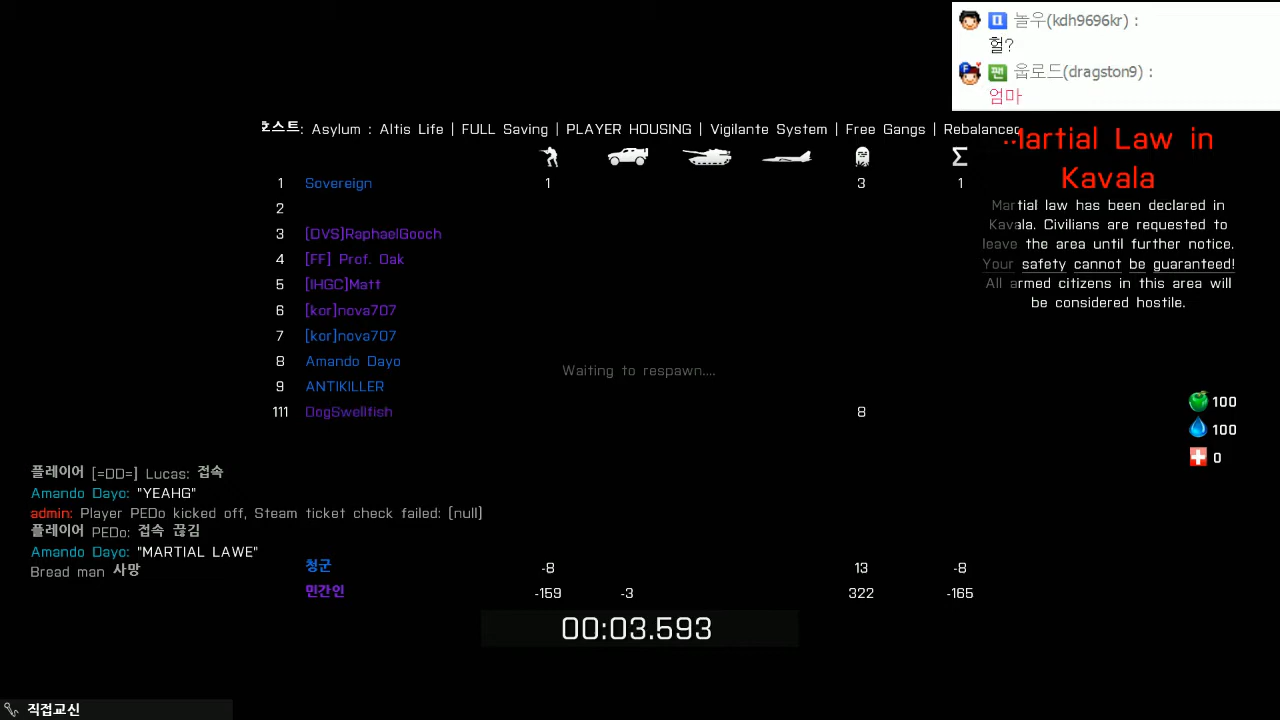 놀우(kdh9696kr) :
헐?
팬 웁로드(dragston9) :
엄마
호스트: Asylum : Altis Life | FULL Saving | PLAYER HOUSING | Vigilante System | Free Gangs | Rebalanced
Σ
1 Sovereign 1 3 1
2
3 [DVS]RaphaelGooch
4 [FF] Prof. Oak
5 [IHGC]Matt
6 [kor]nova707
7 [kor]nova707
8 Amando Dayo
9 ANTIKILLER
111 DogSwellfish 8
Martial Law in
Kavala
Martial law has been declared in
Kavala. Civilians are requested to
leave the area until further notice.
Your safety cannot be guaranteed!
All armed citizens in this area will
be considered hostile.
Waiting to respawn....
100
100
0
플레이어 [=DD=] Lucas: 접속
Amando Dayo: "YEAHG"
admin: Player PEDo kicked off, Steam ticket check failed: (null)
플레이어 PEDo: 접속 끊김
Amando Dayo: "MARTIAL LAWE"
Bread man 사망
청군 -8 13 -8
민간인 -159 -3 322 -165
00:03.593
직접교신